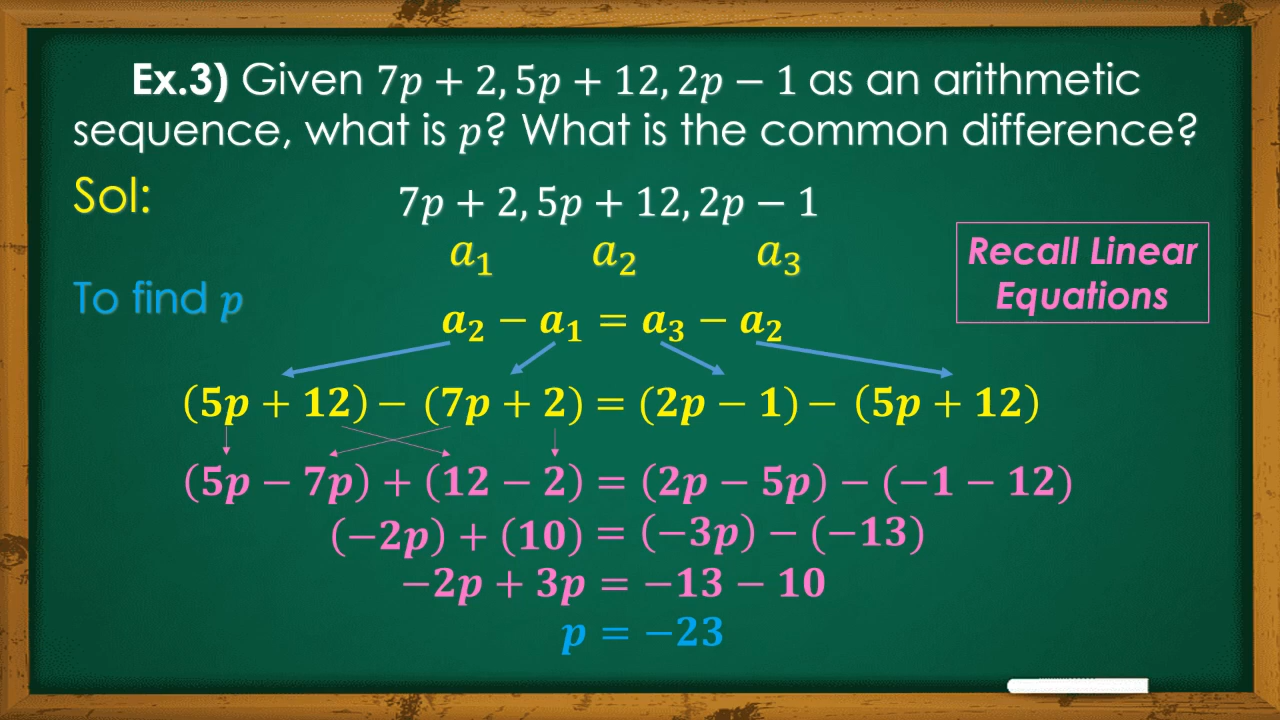 Ex.3) Given 7p + 2, 5p + 12, 2p − 1 as an arithmetic
sequence, what is p? What is the common difference?
Sol:
7p + 2, 5p + 12, 2p − 1
a₁ a₂ a₃
Recall Linear
Equations
To find p
a₂ − a₁ = a₃ − a₂
(5p + 12) − (7p + 2) = (2p − 1) − (5p + 12)
(5p − 7p) + (12 − 2) = (2p − 5p) − (−1 − 12)
(−2p) + (10) = (−3p) − (−13)
−2p + 3p = −13 − 10
p = −23